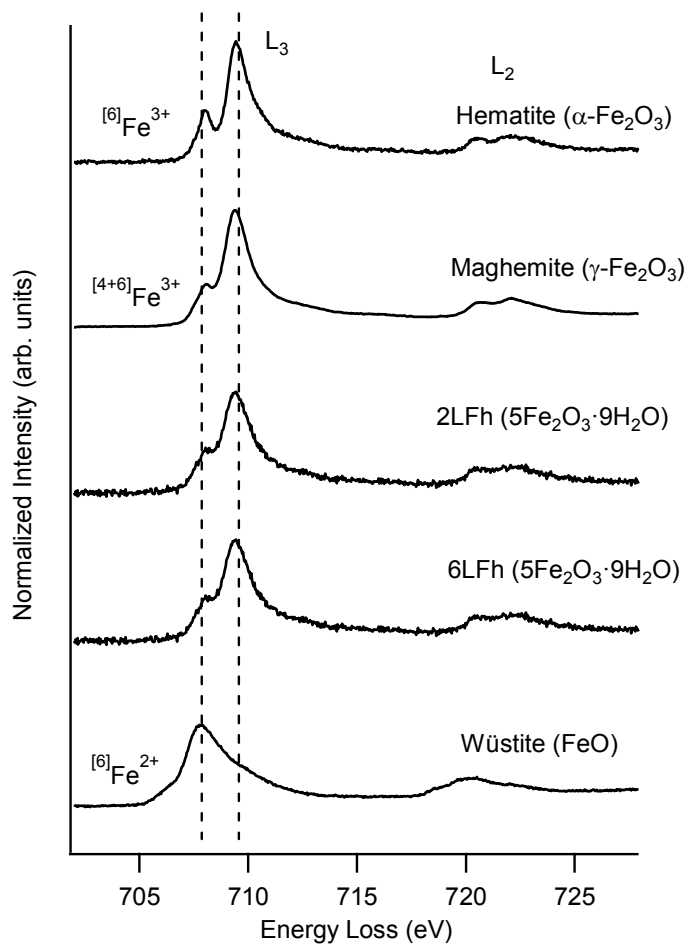 L₃
L₂
[6]Fe³⁺
Hematite (α-Fe₂O₃)
[4+6]Fe³⁺
Maghemite (γ-Fe₂O₃)
2LFh (5Fe₂O₃·9H₂O)
6LFh (5Fe₂O₃·9H₂O)
[6]Fe²⁺
Wüstite (FeO)
Normalized Intensity (arb. units)
705 710 715 720 725
Energy Loss (eV)